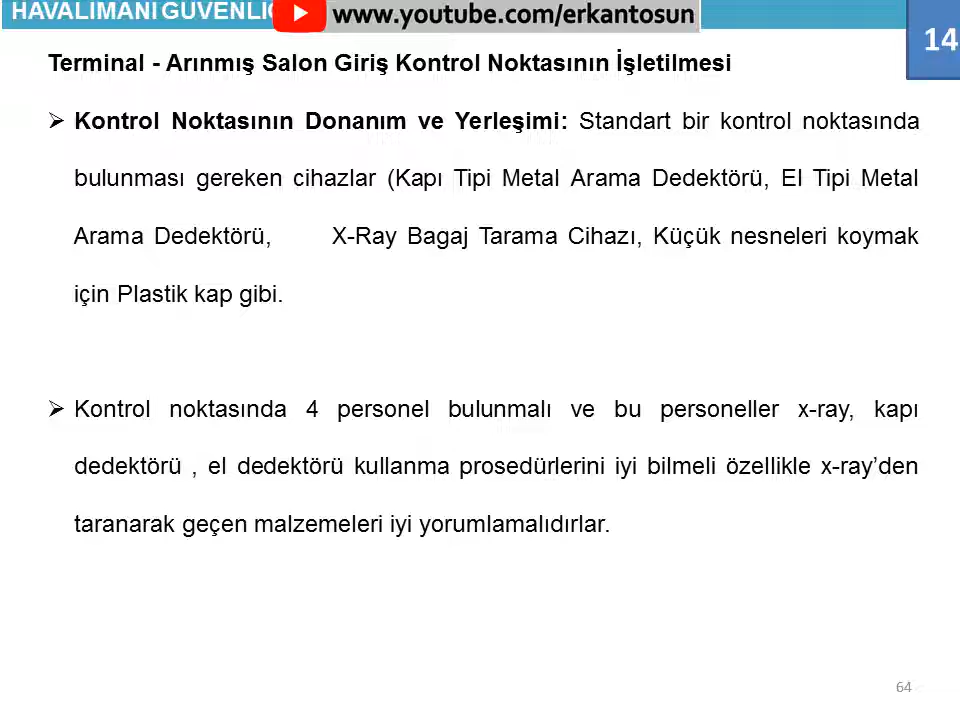 HAVALİMANI GÜVENLİĞ
www.youtube.com/erkantosun
14
Terminal - Arınmış Salon Giriş Kontrol Noktasının İşletilmesi
➢ Kontrol Noktasının Donanım ve Yerleşimi: Standart bir kontrol noktasında
bulunması gereken cihazlar (Kapı Tipi Metal Arama Dedektörü, El Tipi Metal
Arama Dedektörü, X-Ray Bagaj Tarama Cihazı, Küçük nesneleri koymak
için Plastik kap gibi.
➢ Kontrol noktasında 4 personel bulunmalı ve bu personeller x-ray, kapı
dedektörü , el dedektörü kullanma prosedürlerini iyi bilmeli özellikle x-ray’den
taranarak geçen malzemeleri iyi yorumlamalıdırlar.
64